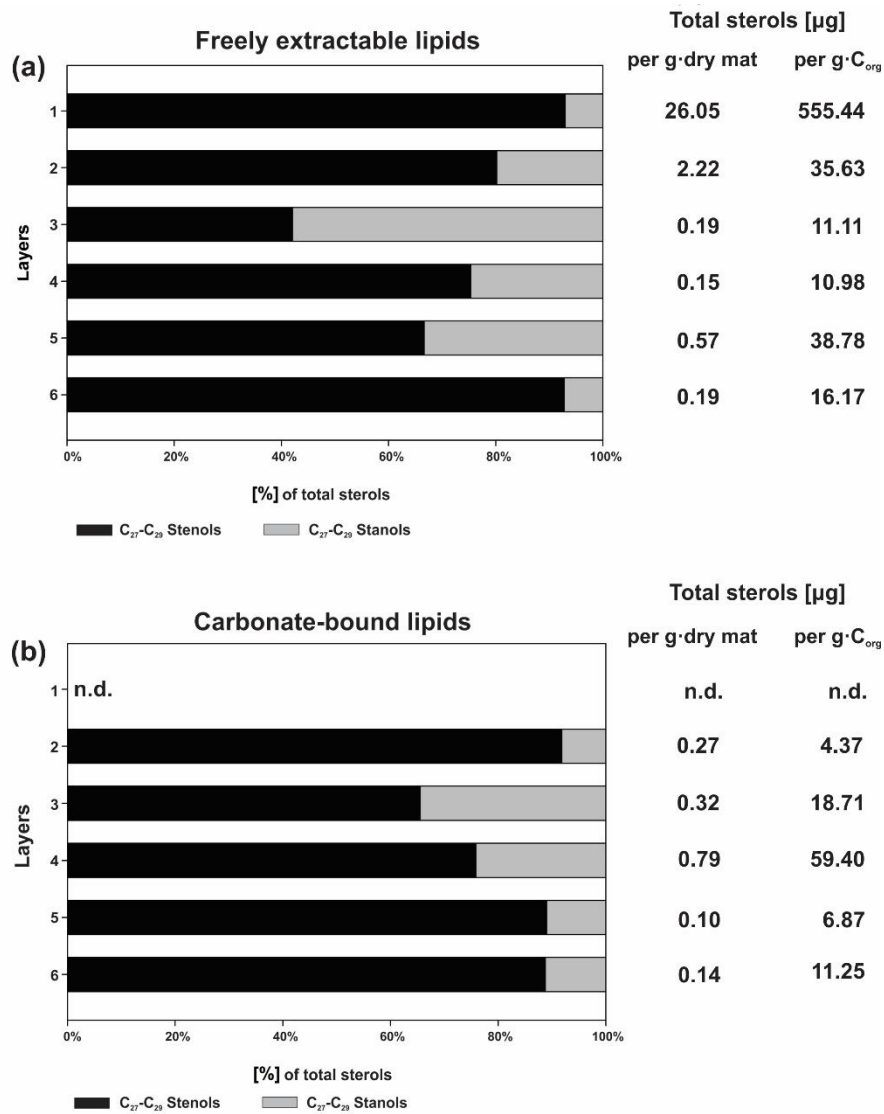 Total sterols [µg]
Freely extractable lipids
per g·dry mat per g·Corg
(a)
1 26.05 555.44
2 2.22 35.63
3 0.19 11.11
Layers
4 0.15 10.98
5 0.57 38.78
6 0.19 16.17
0% 20% 40% 60% 80% 100%
[%] of total sterols
C27-C29 Stenols C27-C29 Stanols
Total sterols [µg]
Carbonate-bound lipids
per g·dry mat per g·Corg
(b)
1 n.d. n.d. n.d.
2 0.27 4.37
3 0.32 18.71
Layers
4 0.79 59.40
5 0.10 6.87
6 0.14 11.25
0% 20% 40% 60% 80% 100%
[%] of total sterols
C27-C29 Stenols C27-C29 Stanols